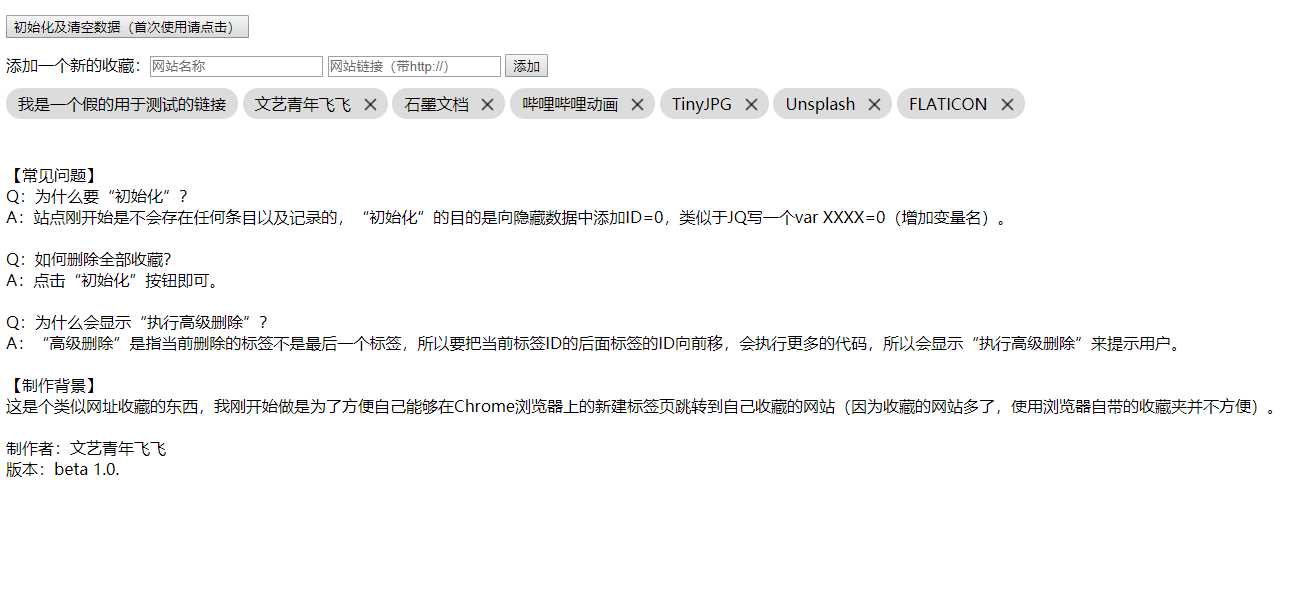 初始化及清空数据（首次使用请点击）
添加一个新的收藏：网站名称 网站链接（带http://） 添加
我是一个假的用于测试的链接 文艺青年飞飞 石墨文档 哔哩哔哩动画 TinyJPG Unsplash FLATICON
【常见问题】
Q：为什么要“初始化”？
A：站点刚开始是不会存在任何条目以及记录的，“初始化”的目的是向隐藏数据中添加ID=0，类似于JQ写一个var XXXX=0（增加变量名）。
Q：如何删除全部收藏？
A：点击“初始化”按钮即可。
Q：为什么会显示“执行高级删除”？
A：“高级删除”是指当前删除的标签不是最后一个标签，所以要把当前标签ID的后面标签的ID向前移，会执行更多的代码，所以会显示“执行高级删除”来提示用户。
【制作背景】
这是个类似网址收藏的东西，我刚开始做是为了方便自己能够在Chrome浏览器上的新建标签页跳转到自己收藏的网站（因为收藏的网站多了，使用浏览器自带的收藏夹并不方便）。
制作者：文艺青年飞飞
版本：beta 1.0.